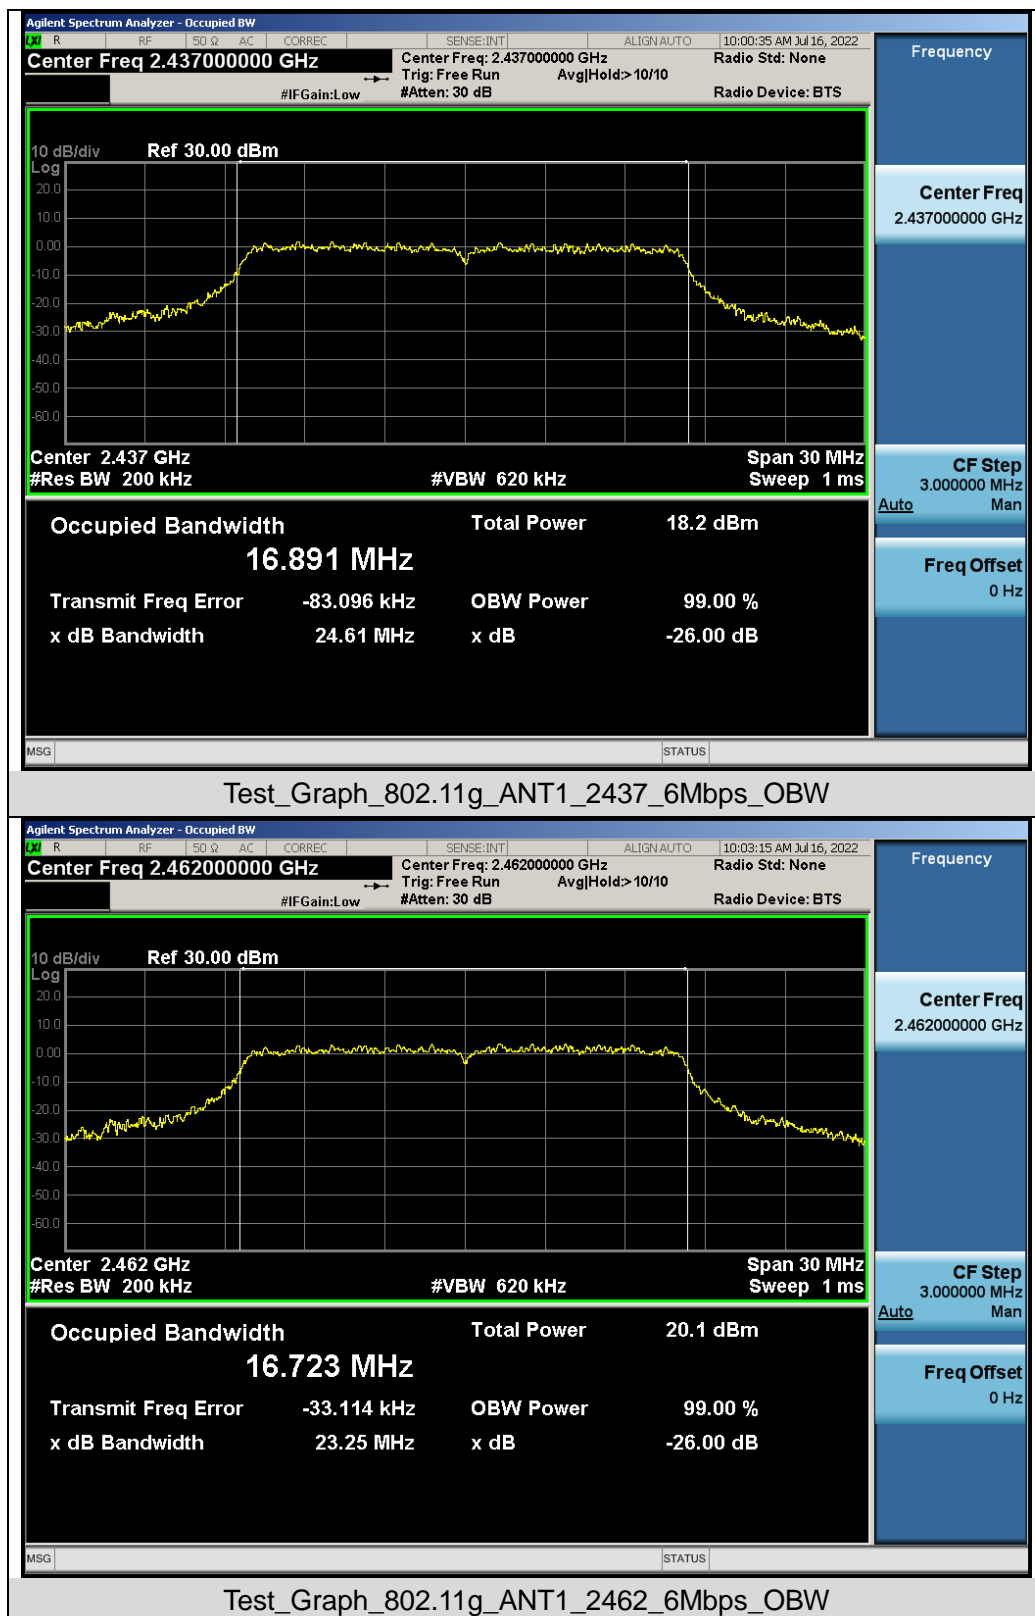 Agilent Spectrum Analyzer - Occupied BW
LXI R RF 50 Ω AC CORREC SENSE:INT ALIGN AUTO 10:00:35 AM Jul 16, 2022
Center Freq 2.437000000 GHz
Center Freq: 2.437000000 GHz
Radio Std: None
Trig: Free Run Avg|Hold:>10/10
#IFGain:Low
#Atten: 30 dB
Radio Device: BTS
Frequency
10 dB/div Ref 30.00 dBm
Log
20.0
10.0
0.00
-10.0
-20.0
-30.0
-40.0
-50.0
-60.0
Center Freq
2.437000000 GHz
Center 2.437 GHz Span 30 MHz
#Res BW 200 kHz #VBW 620 kHz Sweep 1 ms
CF Step
3.000000 MHz
Auto Man
Occupied Bandwidth Total Power 18.2 dBm
16.891 MHz
Freq Offset
0 Hz
Transmit Freq Error -83.096 kHz OBW Power 99.00 %
x dB Bandwidth 24.61 MHz x dB -26.00 dB
MSG STATUS
Test_Graph_802.11g_ANT1_2437_6Mbps_OBW
Agilent Spectrum Analyzer - Occupied BW
LXI R RF 50 Ω AC CORREC SENSE:INT ALIGN AUTO 10:03:15 AM Jul 16, 2022
Center Freq 2.462000000 GHz
Center Freq: 2.462000000 GHz
Radio Std: None
Trig: Free Run Avg|Hold:>10/10
#IFGain:Low
#Atten: 30 dB
Radio Device: BTS
Frequency
10 dB/div Ref 30.00 dBm
Log
20.0
10.0
0.00
-10.0
-20.0
-30.0
-40.0
-50.0
-60.0
Center Freq
2.462000000 GHz
Center 2.462 GHz Span 30 MHz
#Res BW 200 kHz #VBW 620 kHz Sweep 1 ms
CF Step
3.000000 MHz
Auto Man
Occupied Bandwidth Total Power 20.1 dBm
16.723 MHz
Freq Offset
0 Hz
Transmit Freq Error -33.114 kHz OBW Power 99.00 %
x dB Bandwidth 23.25 MHz x dB -26.00 dB
MSG STATUS
Test_Graph_802.11g_ANT1_2462_6Mbps_OBW